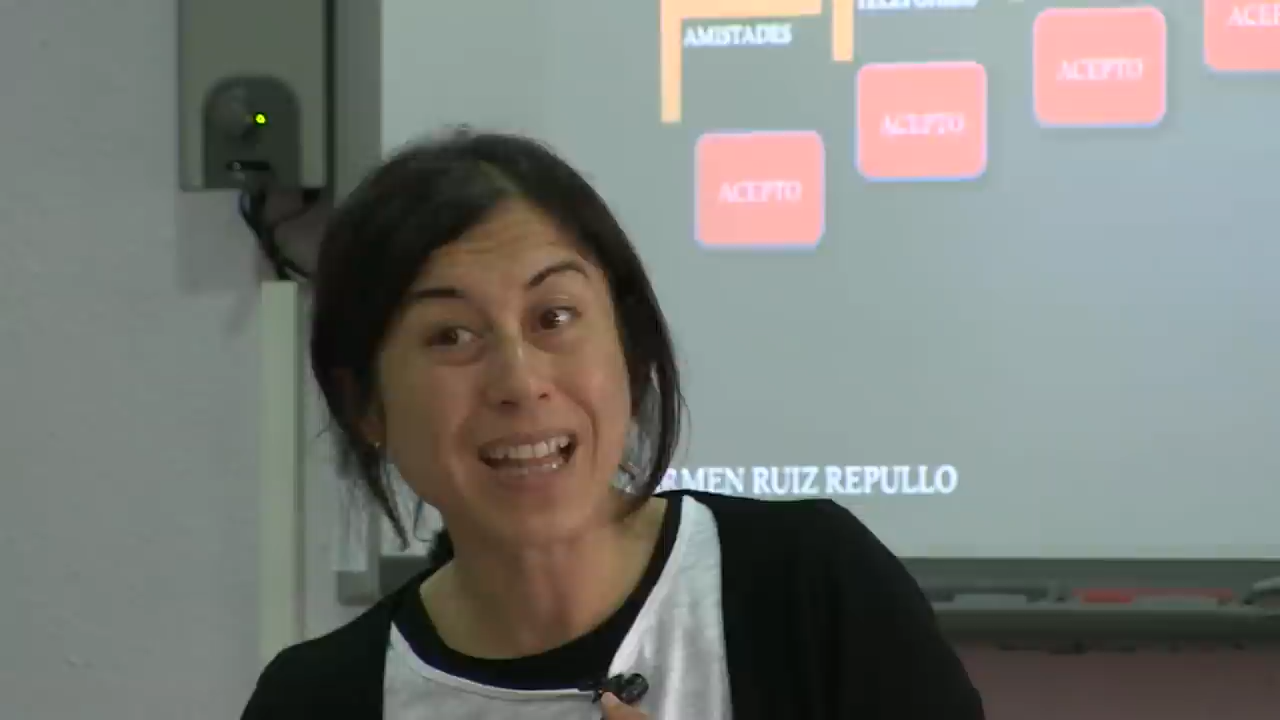 AMISTADES
ACEPTO
ACEPTO
ACEPTO
RMEN RUIZ REPULLO